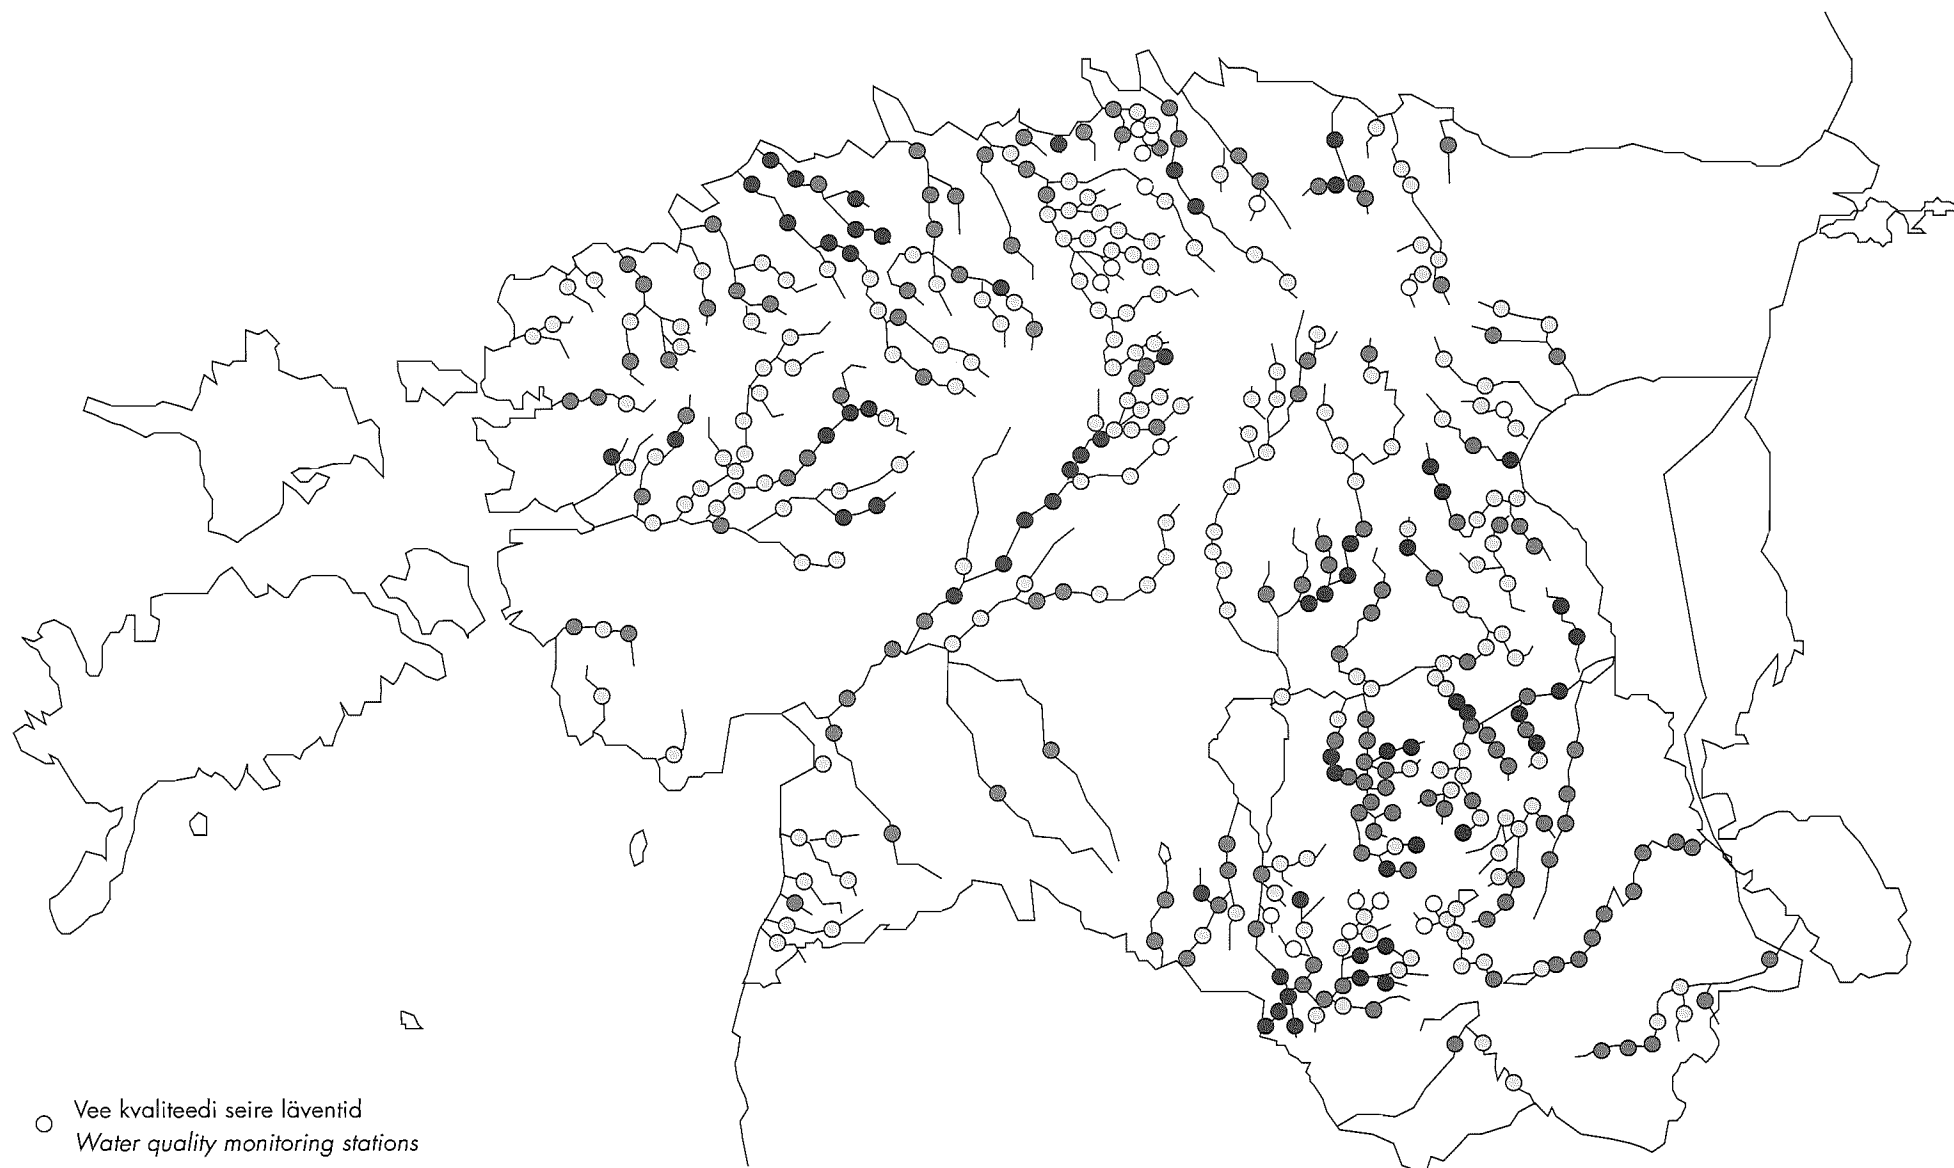 Vee kvaliteedi seire läventid
Water quality monitoring stations